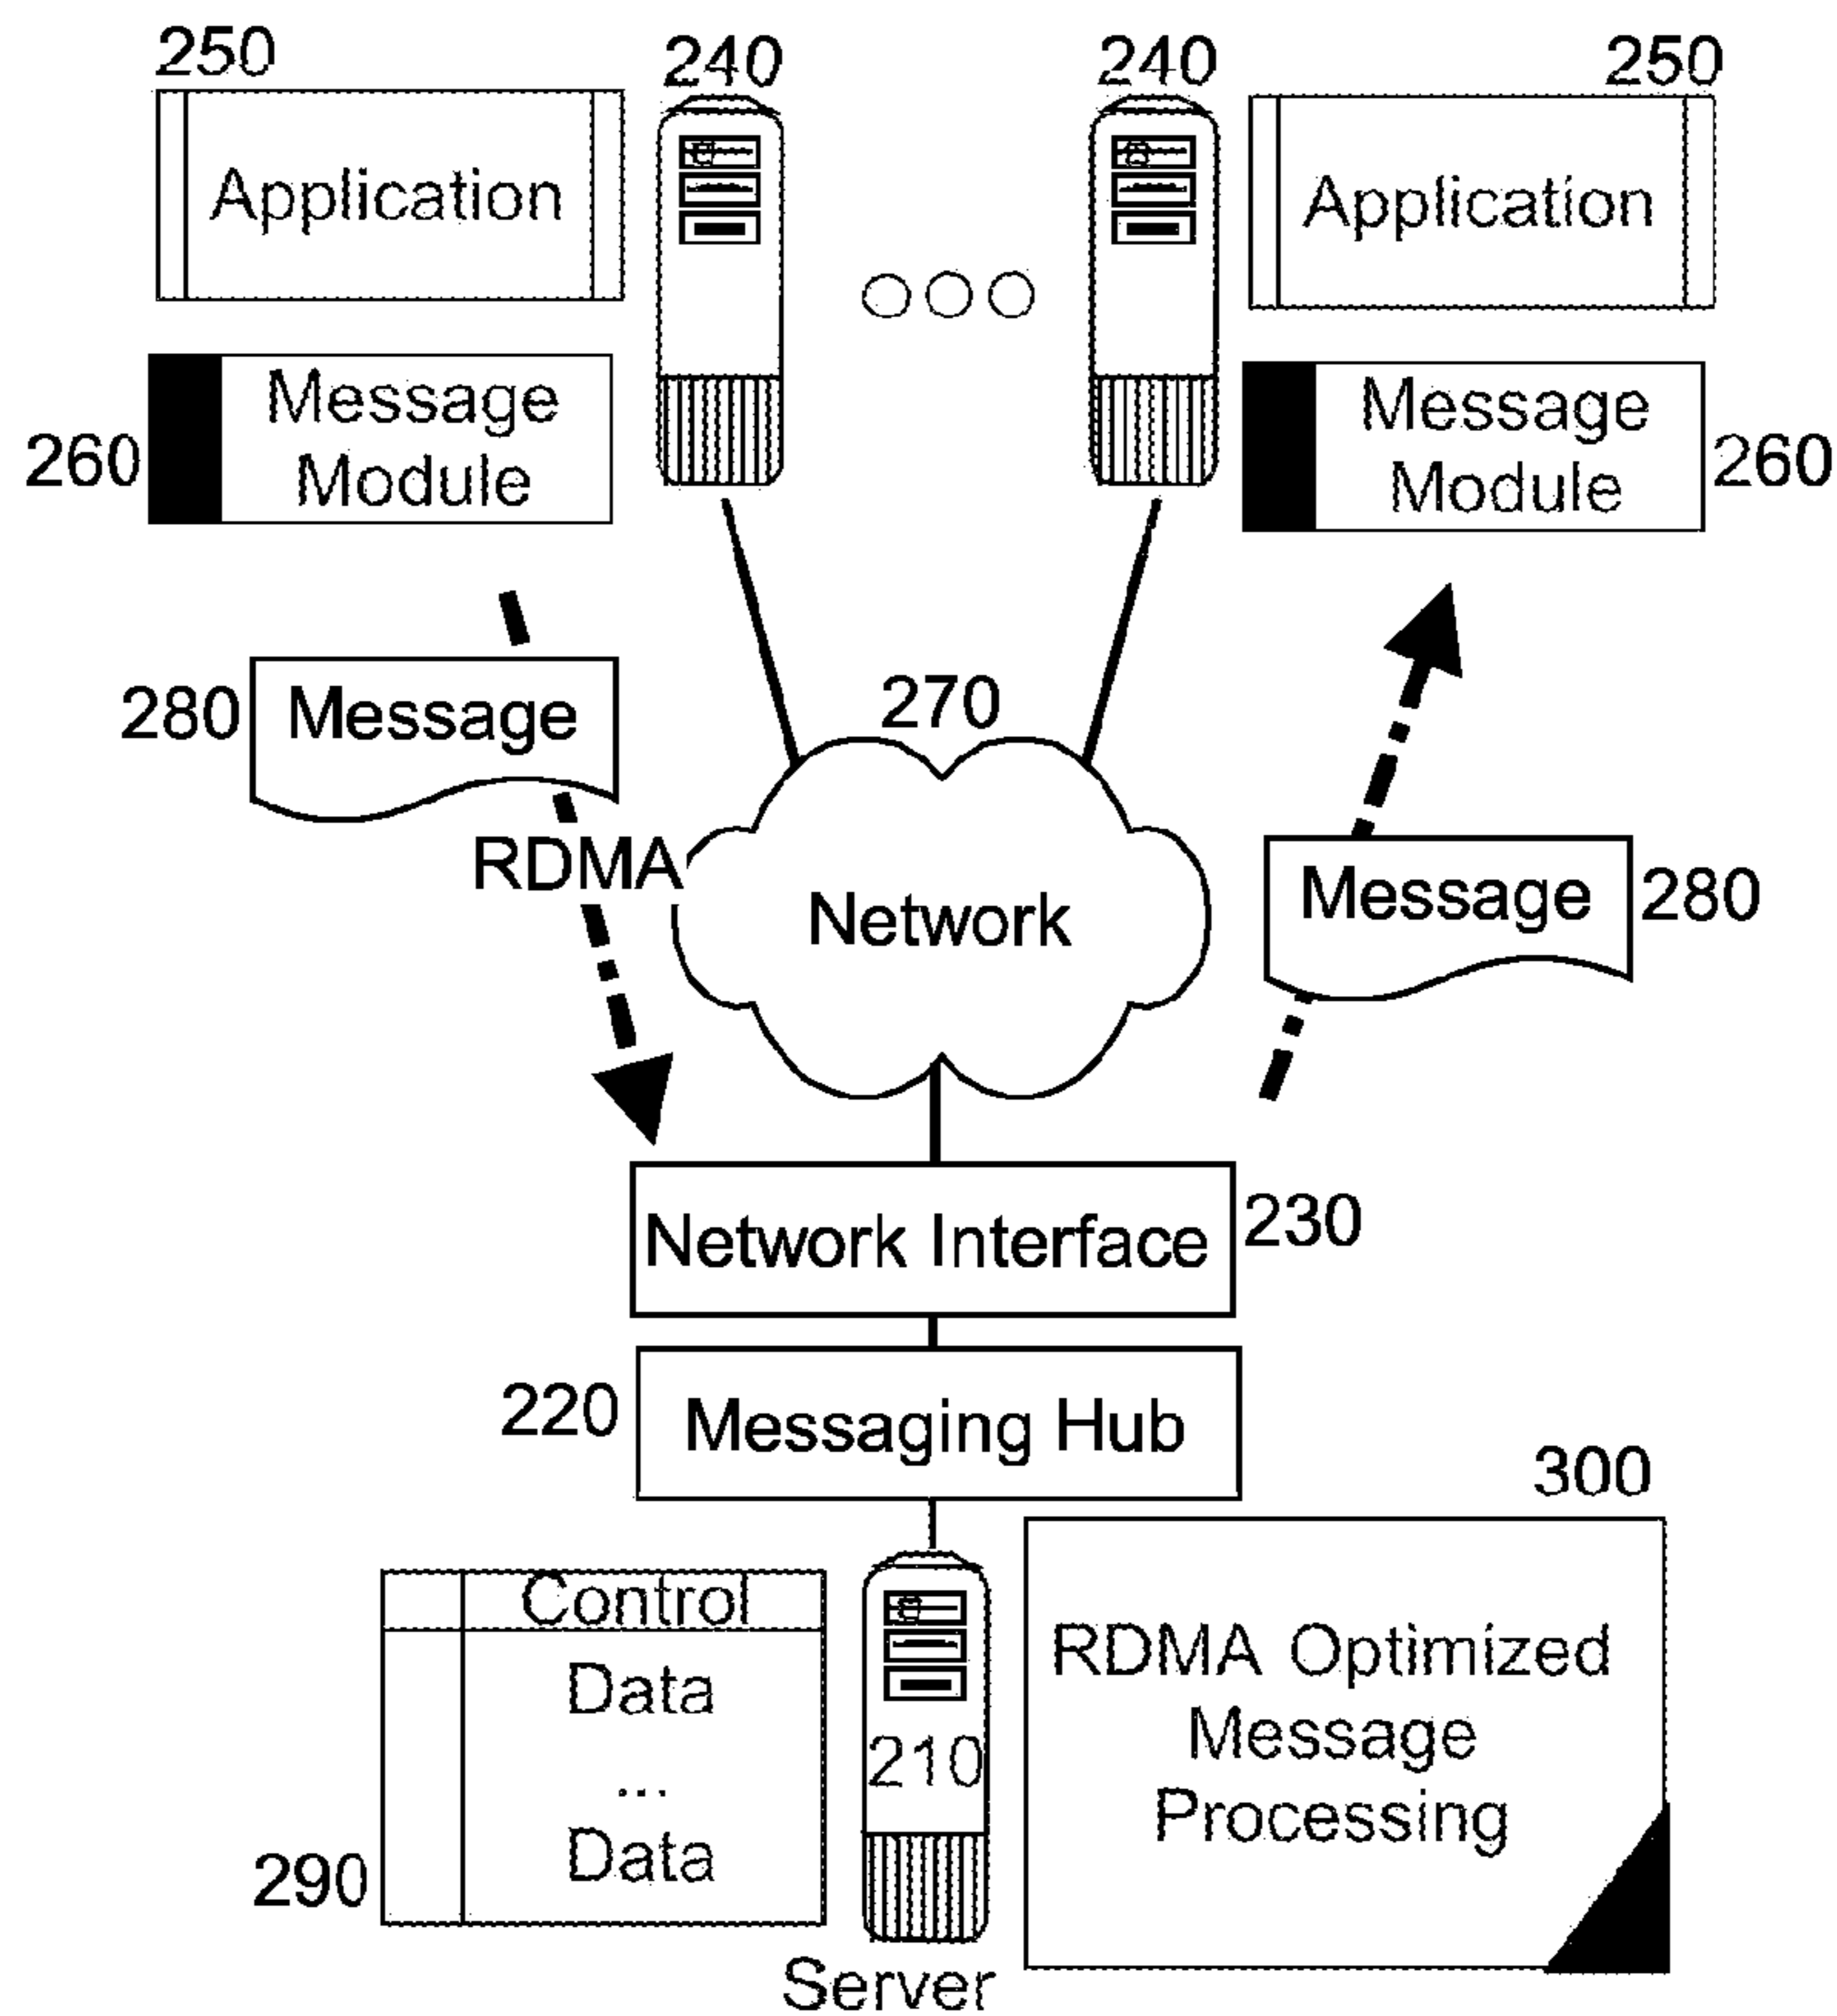 250
240
240
250
Application
Application
Message
Module
260
Message
Module
260
280
Message
270
RDMA
Network
Message
280
Network Interface
230
220
Messaging Hub
300
Control
Data
...
Data
290
210
Server
RDMA Optimized
Message
Processing